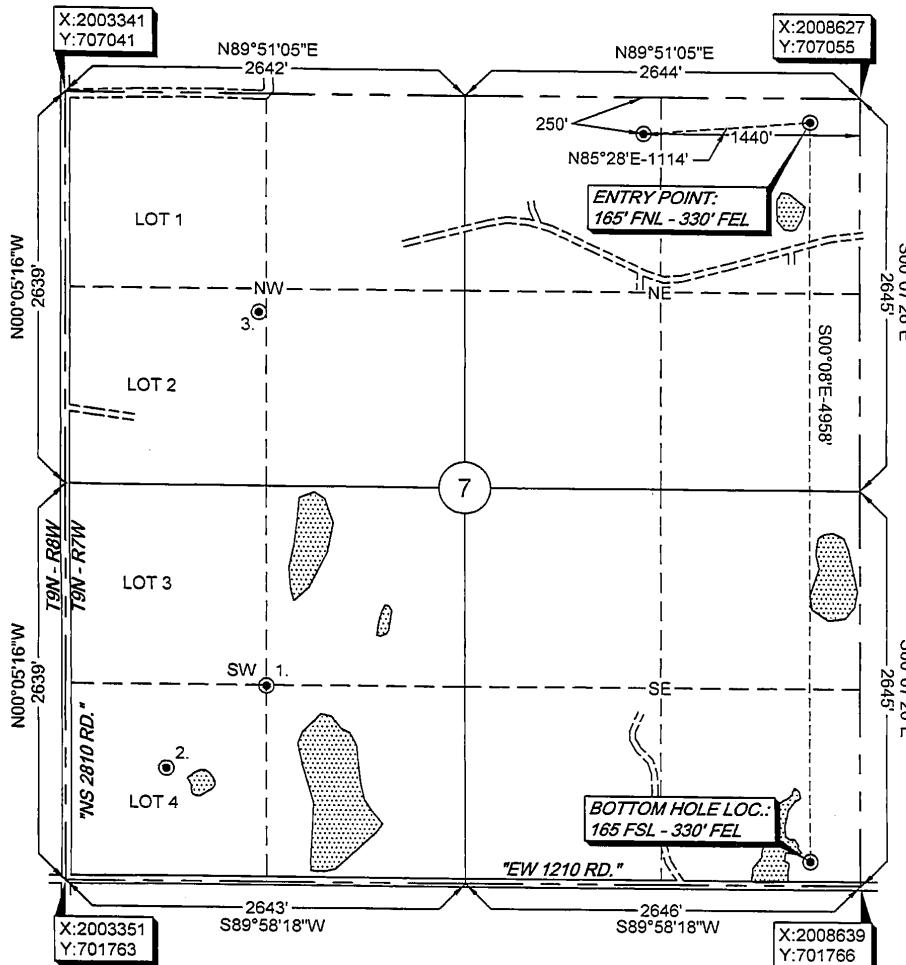 X:2003341
Y:707041
N89°51'05"E
2642'
N89°51'05"E
2644'
X:2008627
Y:707055
250'
1440'
N85°28'E-1114'
ENTRY POINT:
165' FNL - 330' FEL
LOT 1
N00°05'16"W
2639'
2645'
NW
NE
3.
LOT 2
S00°08'E-4958'
7
T9N - R8W
T9N - R7W
LOT 3
SW
1.
SE
N00°05'16"W
2639'
2645'
"NS 2810 RD."
2.
LOT 4
BOTTOM HOLE LOC.:
165 FSL - 330' FEL
"EW 1210 RD."
2643'
S89°58'18"W
2646'
S89°58'18"W
X:2003351
Y:701763
X:2008639
Y:701766